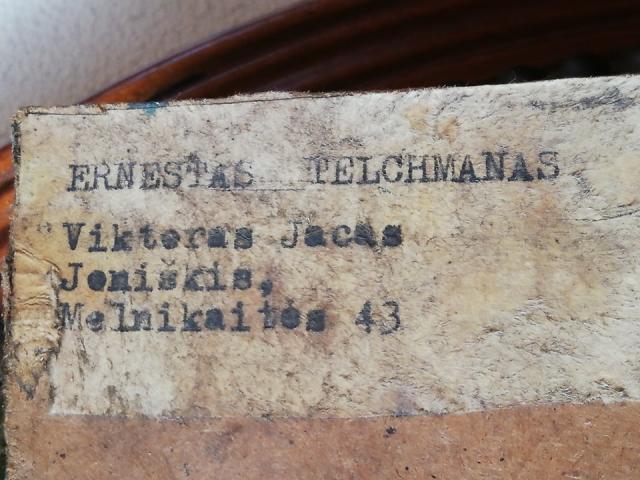 ERNESTAS TELCHMANAS
Viktoras Jacas
Joniškis,
Melnikaitės 43